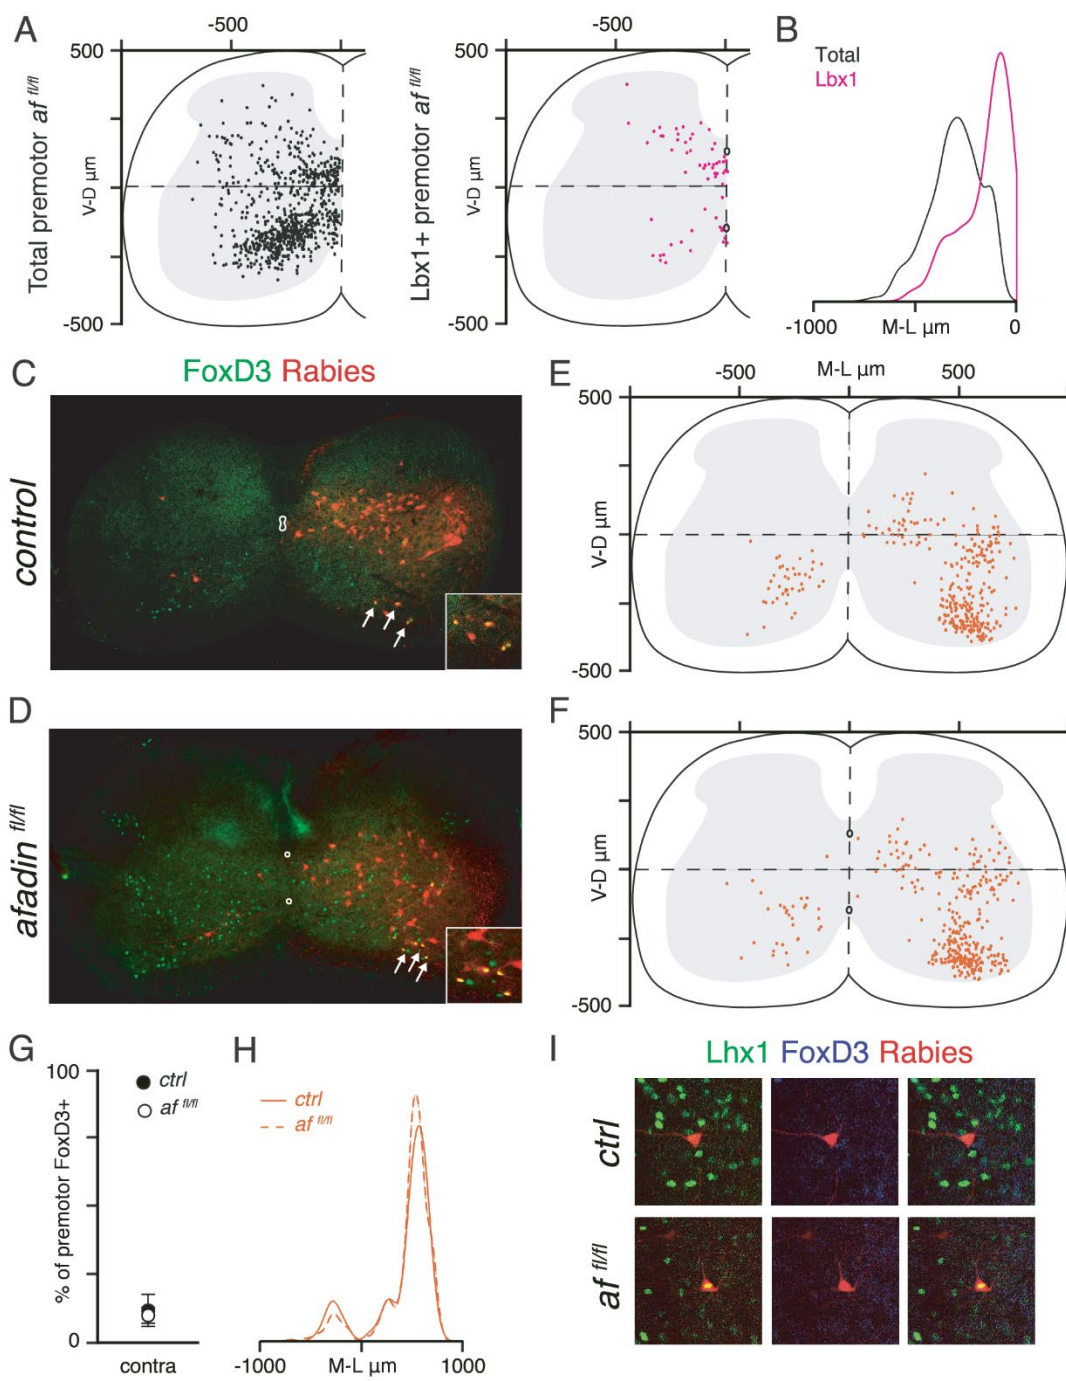 A
-500
500
V-D µm
-500
Total premotor af fl/fl
-500
500
V-D µm
-500
Lbx1+ premotor af fl/fl
B
Total
Lbx1
-1000
M-L µm
0
C
FoxD3 Rabies
control
D
afadin fl/fl
E
-500
M-L µm
500
500
V-D µm
-500
F
500
V-D µm
-500
G
100
ctrl
af fl/fl
% of premotor FoxD3+
0
contra
H
ctrl
af fl/fl
-1000
M-L µm
1000
I
Lhx1 FoxD3 Rabies
ctrl
af fl/fl